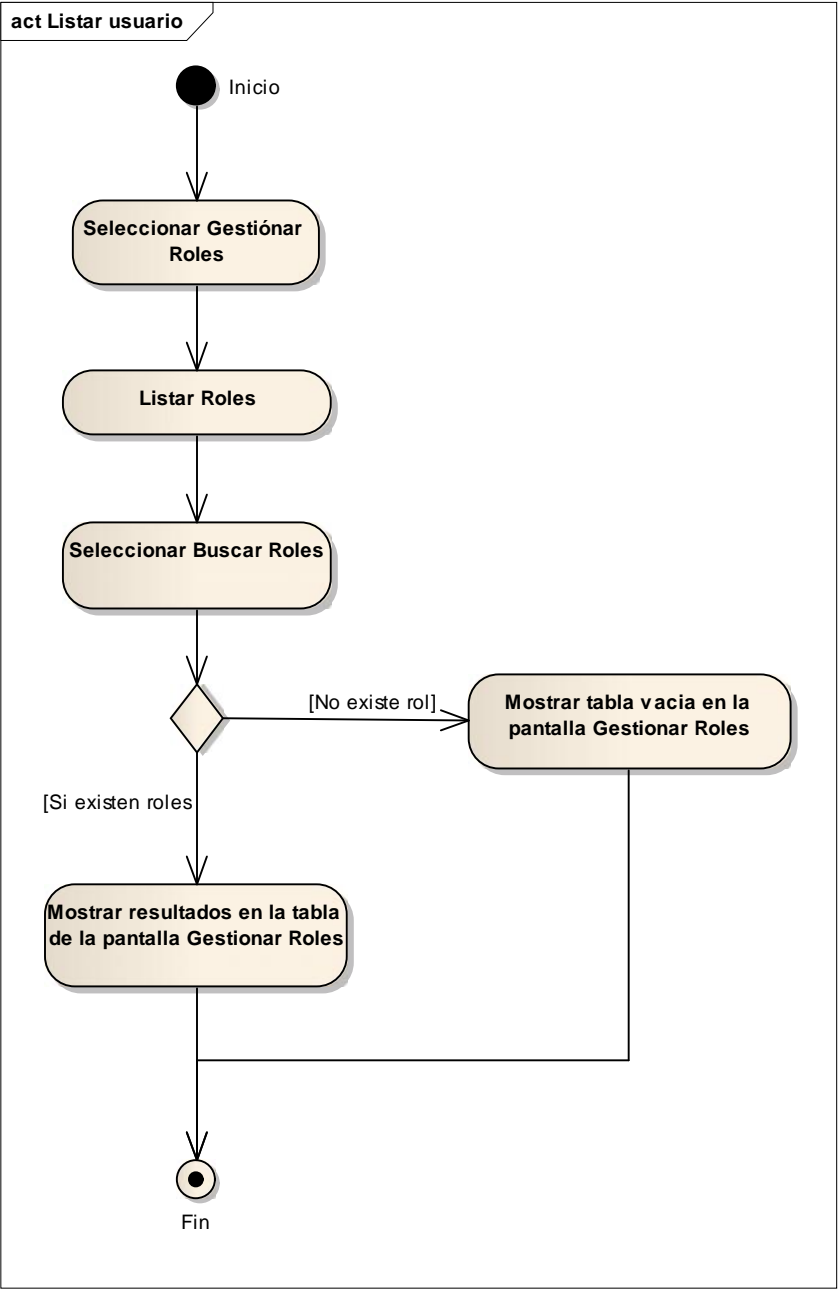 act Listar usuario
Inicio
Seleccionar Gestiónar
Roles
Listar Roles
Seleccionar Buscar Roles
[No existe rol]
Mostrar tabla vacia en la
pantalla Gestionar Roles
[Si existen roles
Mostrar resultados en la tabla
de la pantalla Gestionar Roles
Fin